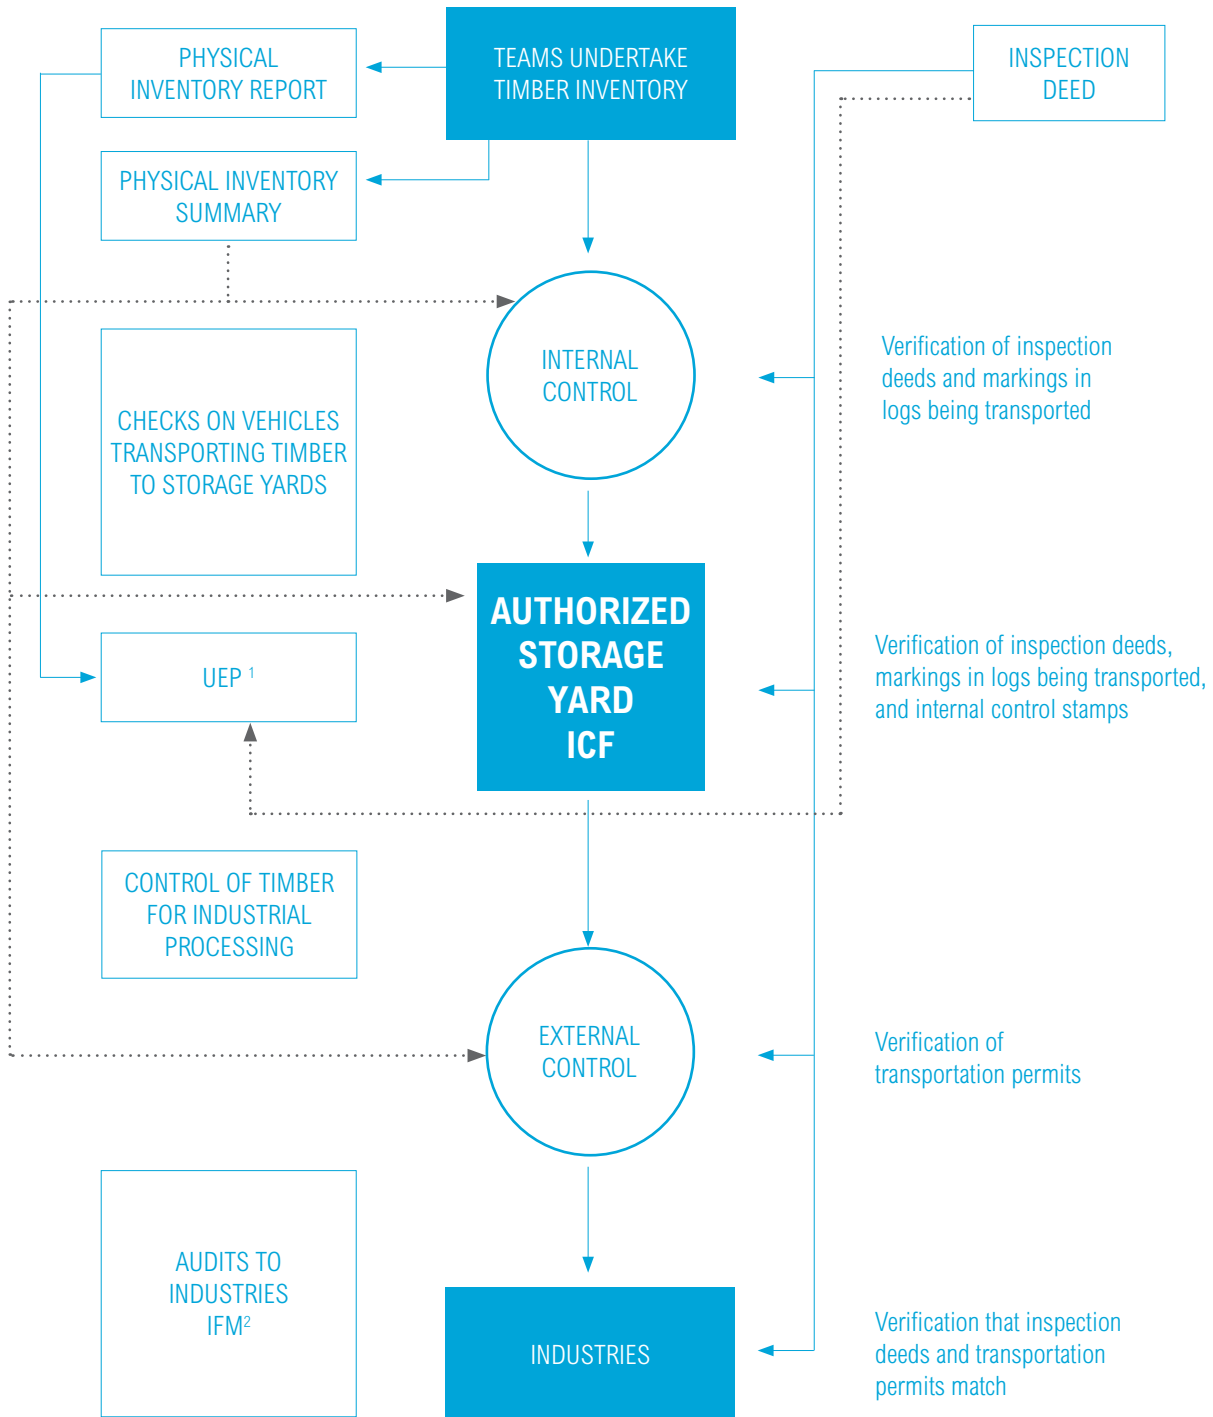 PHYSICAL
INVENTORY REPORT
TEAMS UNDERTAKE
TIMBER INVENTORY
INSPECTION
DEED
PHYSICAL INVENTORY
SUMMARY
INTERNAL
CONTROL
Verification of inspection
deeds and markings in
logs being transported
CHECKS ON VEHICLES
TRANSPORTING TIMBER
TO STORAGE YARDS
AUTHORIZED
STORAGE
YARD
ICF
UEP ¹
Verification of inspection deeds,
markings in logs being transported,
and internal control stamps
CONTROL OF TIMBER
FOR INDUSTRIAL
PROCESSING
EXTERNAL
CONTROL
Verification of
transportation permits
AUDITS TO
INDUSTRIES
IFM²
INDUSTRIES
Verification that inspection
deeds and transportation
permits match